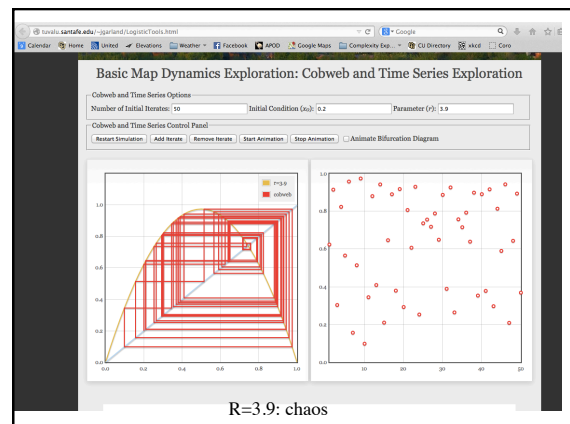 tuvalu.santafe.edu/~jgarland/LogisticTools.html
Google
Calendar Home United Elevations Weather Facebook APOD Google Maps Complexity Exp... CU Directory xkcd Coro
Basic Map Dynamics Exploration: Cobweb and Time Series Exploration
Cobweb and Time Series Options
Number of Initial Iterates: 50 Initial Condition (x₀): 0.2 Parameter (r): 3.9
Cobweb and Time Series Control Panel
Restart Simulation Add Iterate Remove Iterate Start Animation Stop Animation Animate Bifurcation Diagram
r=3.9
cobweb
1.0
0.8
0.6
0.4
0.2
0.0
0.0 0.2 0.4 0.6 0.8 1.0
1.0
0.8
0.6
0.4
0.2
0.0
10 20 30 40 50
R=3.9: chaos